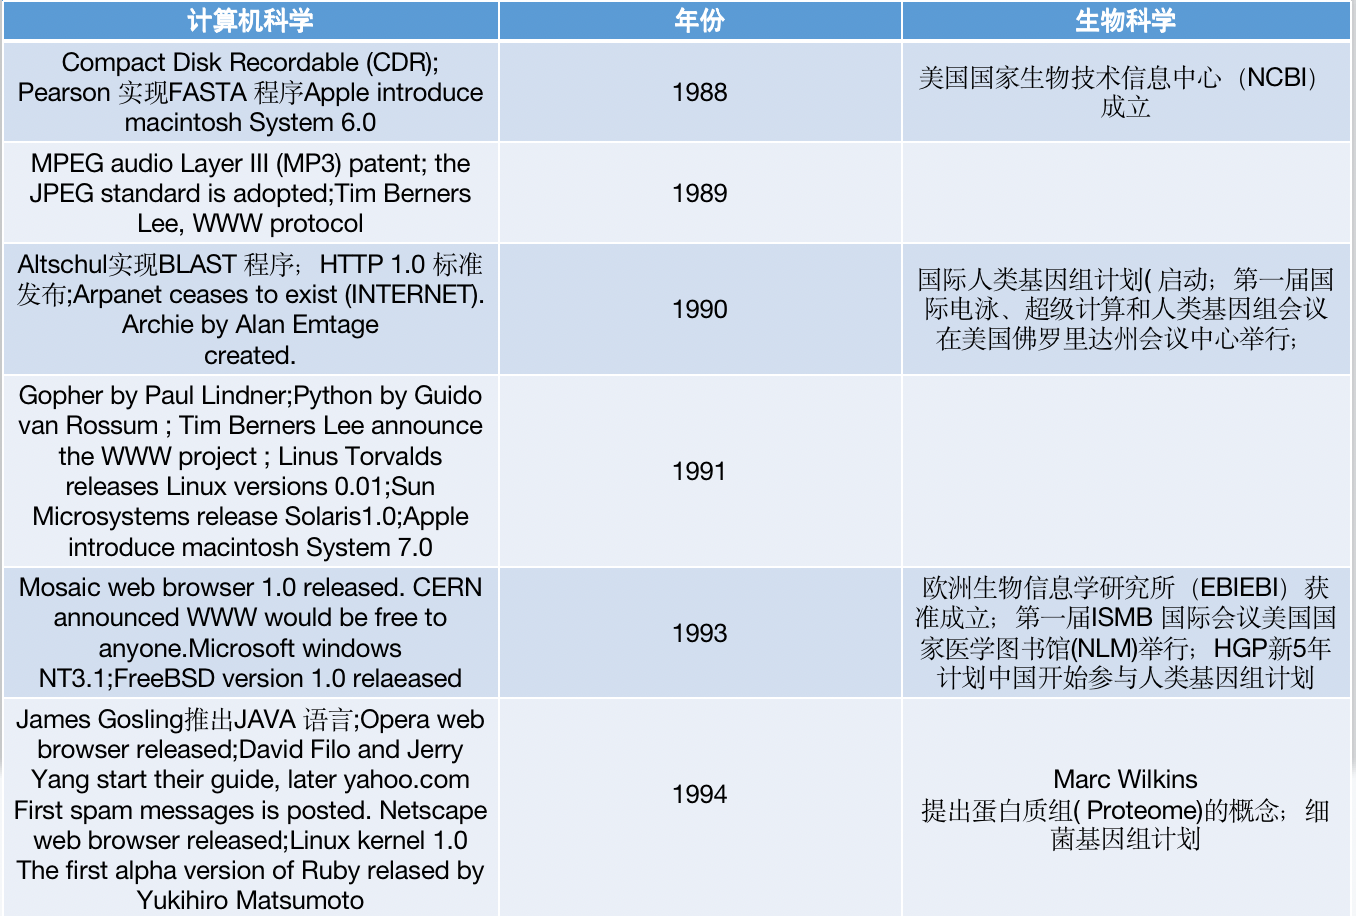 计算机科学
年份
生物科学
Compact Disk Recordable (CDR);
Pearson 实现FASTA 程序Apple introduce
macintosh System 6.0
1988
美国国家生物技术信息中心（NCBI）
成立
MPEG audio Layer III (MP3) patent; the
JPEG standard is adopted;Tim Berners
Lee, WWW protocol
1989
Altschul实现BLAST 程序；HTTP 1.0 标准
发布;Arpanet ceases to exist (INTERNET).
Archie by Alan Emtage
created.
1990
国际人类基因组计划( 启动；第一届国
际电泳、超级计算和人类基因组会议
在美国佛罗里达州会议中心举行；
Gopher by Paul Lindner;Python by Guido
van Rossum ; Tim Berners Lee announce
the WWW project ; Linus Torvalds
releases Linux versions 0.01;Sun
Microsystems release Solaris1.0;Apple
introduce macintosh System 7.0
1991
Mosaic web browser 1.0 released. CERN
announced WWW would be free to
anyone.Microsoft windows
NT3.1;FreeBSD version 1.0 relaeased
1993
欧洲生物信息学研究所（EBIEBI）获
准成立；第一届ISMB 国际会议美国国
家医学图书馆(NLM)举行；HGP新5年
计划中国开始参与人类基因组计划
James Gosling推出JAVA 语言;Opera web
browser released;David Filo and Jerry
Yang start their guide, later yahoo.com
First spam messages is posted. Netscape
web browser released;Linux kernel 1.0
The first alpha version of Ruby relased by
Yukihiro Matsumoto
1994
Marc Wilkins
提出蛋白质组( Proteome)的概念；细
菌基因组计划